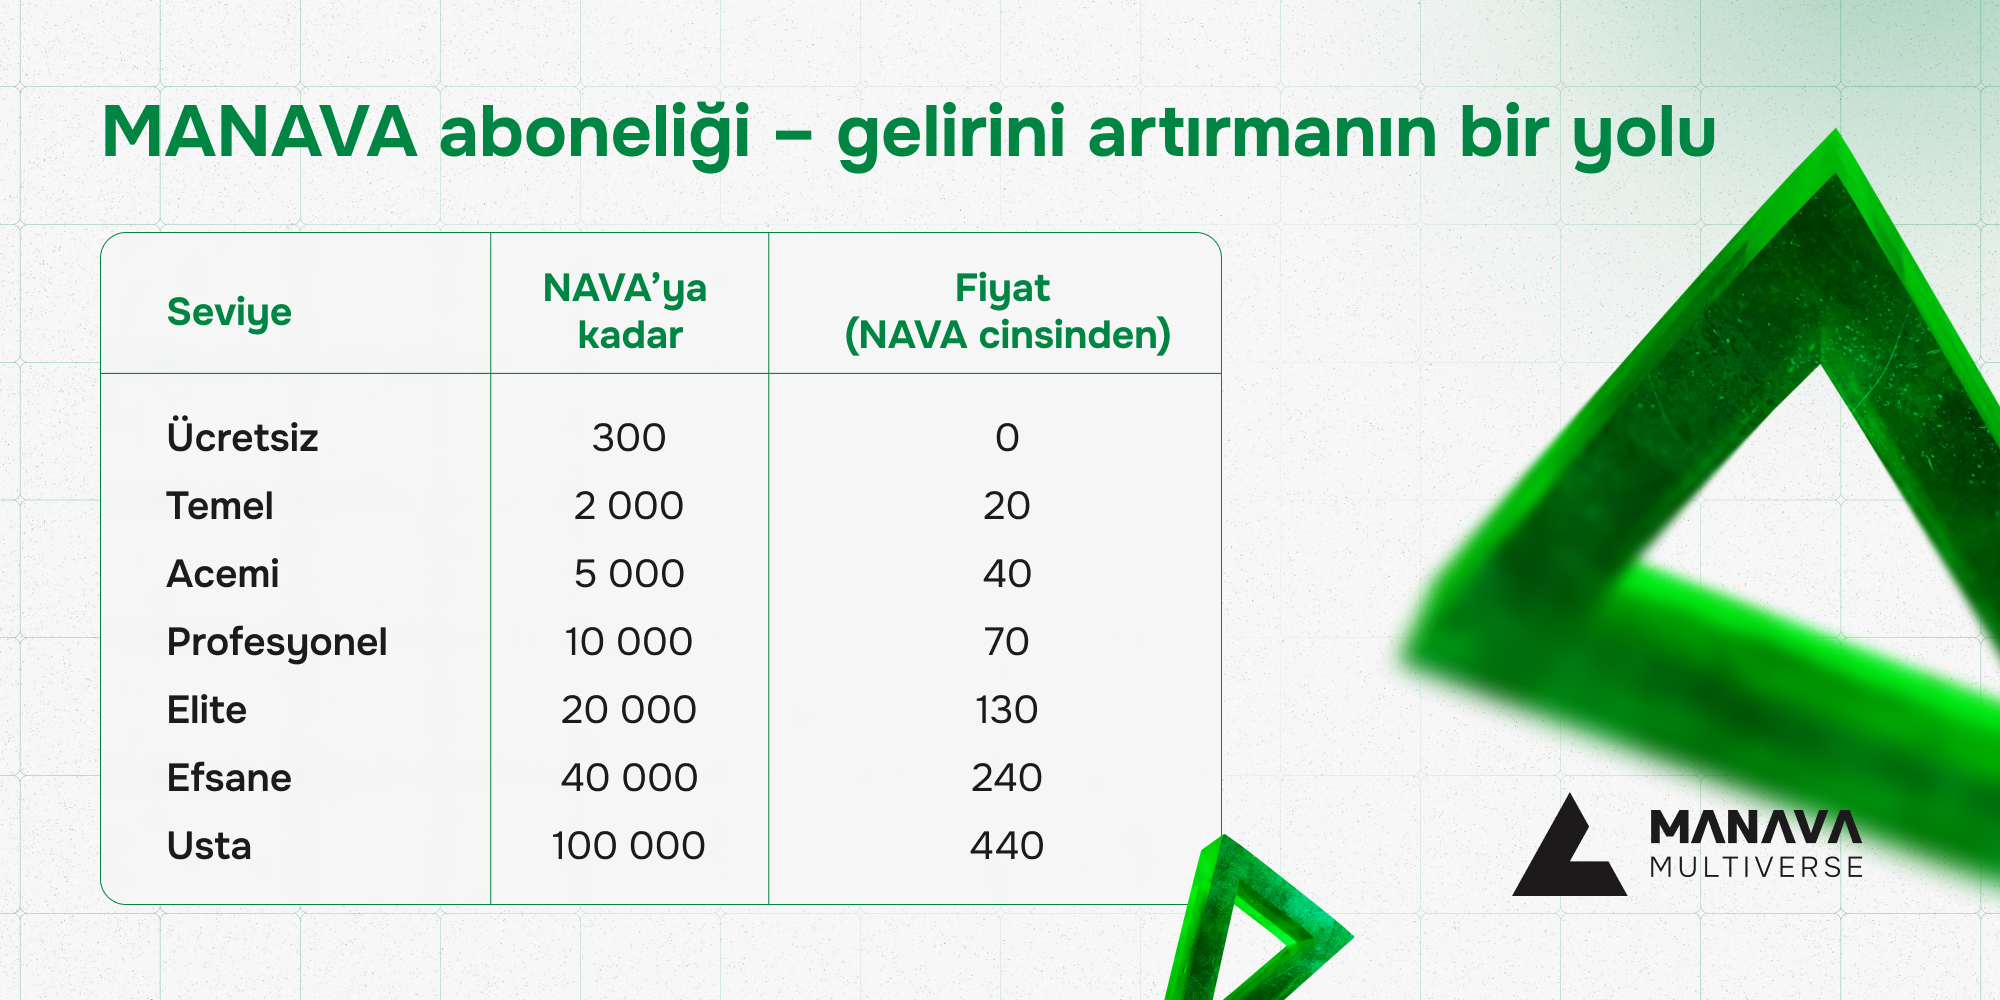 MANAVA aboneliği – gelirini artırmanın bir yolu
Seviye
NAVA’ya
kadar
Fiyat
(NAVA cinsinden)
Ücretsiz 300 0
Temel 2 000 20
Acemi 5 000 40
Profesyonel 10 000 70
Elite 20 000 130
Efsane 40 000 240
Usta 100 000 440
MANAVA
MULTIVERSE